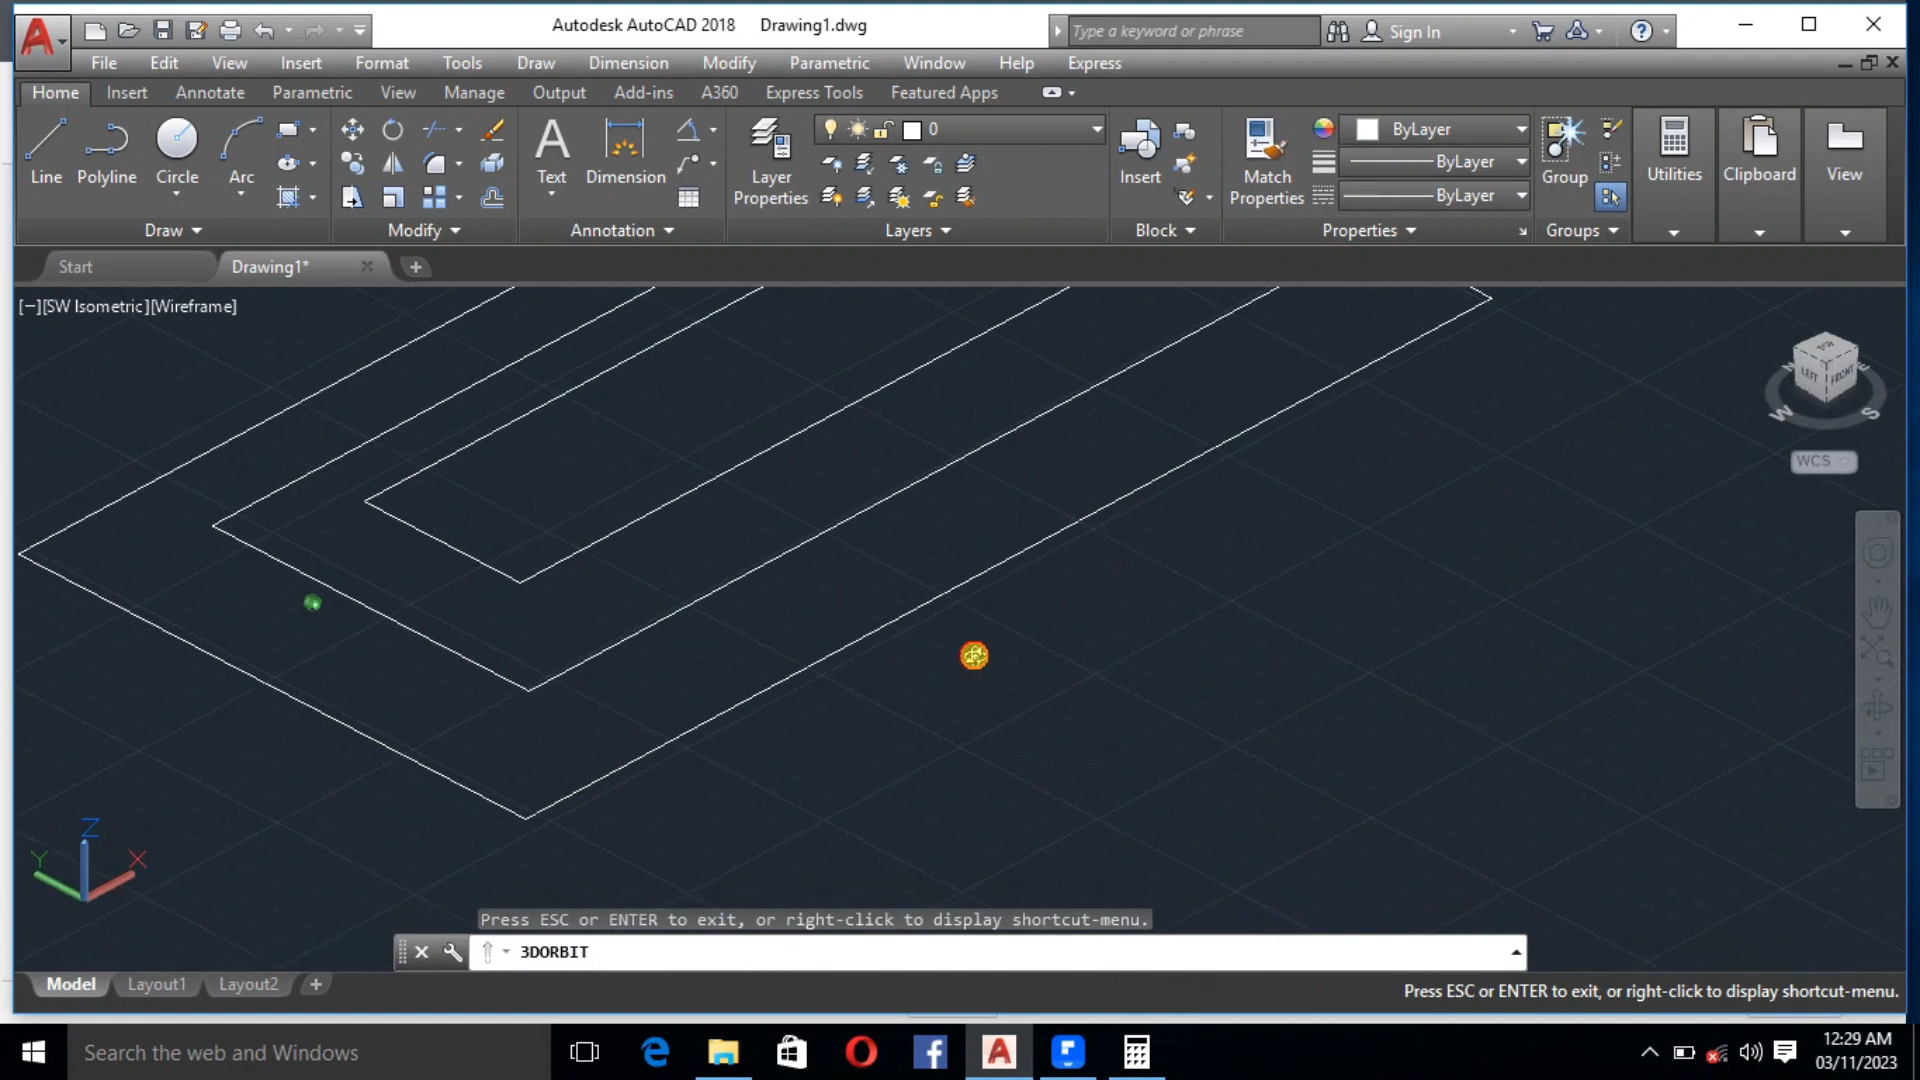 Autodesk AutoCAD 2018 Drawing1.dwg
Type a keyword or phrase
Sign In
File Edit View Insert Format Tools Draw Dimension Modify Parametric Window Help Express
Home Insert Annotate Parametric View Manage Output Add-ins A360 Express Tools Featured Apps
Line
Polyline
Circle
Arc
Text
Dimension
Layer
Properties
0
Insert
Match
Properties
ByLayer
ByLayer
ByLayer
Group
Utilities
Clipboard
View
Draw
Modify
Annotation
Layers
Block
Properties
Groups
Start
Drawing1*
[−][SW Isometric][Wireframe]
TOP
LEFT
FRONT
N
E
W
S
WCS
Z
Y
X
Press ESC or ENTER to exit, or right-click to display shortcut-menu.
3DORBIT
Model Layout1 Layout2
Press ESC or ENTER to exit, or right-click to display shortcut-menu.
Search the web and Windows
12:29 AM
03/11/2023